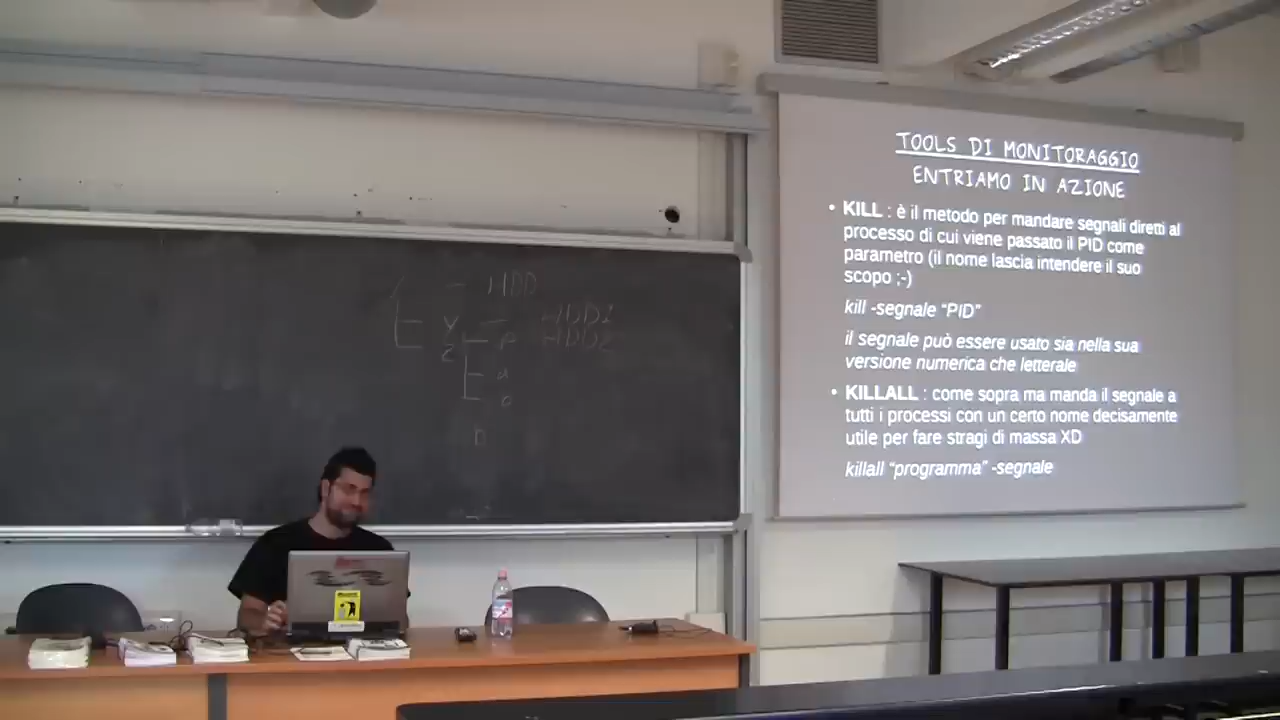 TOOLS DI MONITORAGGIO
ENTRIAMO IN AZIONE
• KILL : è il metodo per mandare segnali diretti al
processo di cui viene passato il PID come
parametro (il nome lascia intendere il suo
scopo ;-)
kill -segnale “PID”
il segnale può essere usato sia nella sua
versione numerica che letterale
• KILLALL : come sopra ma manda il segnale a
tutti i processi con un certo nome decisamente
utile per fare stragi di massa XD
killall “programma” -segnale
HDD
HDD1
HDD2